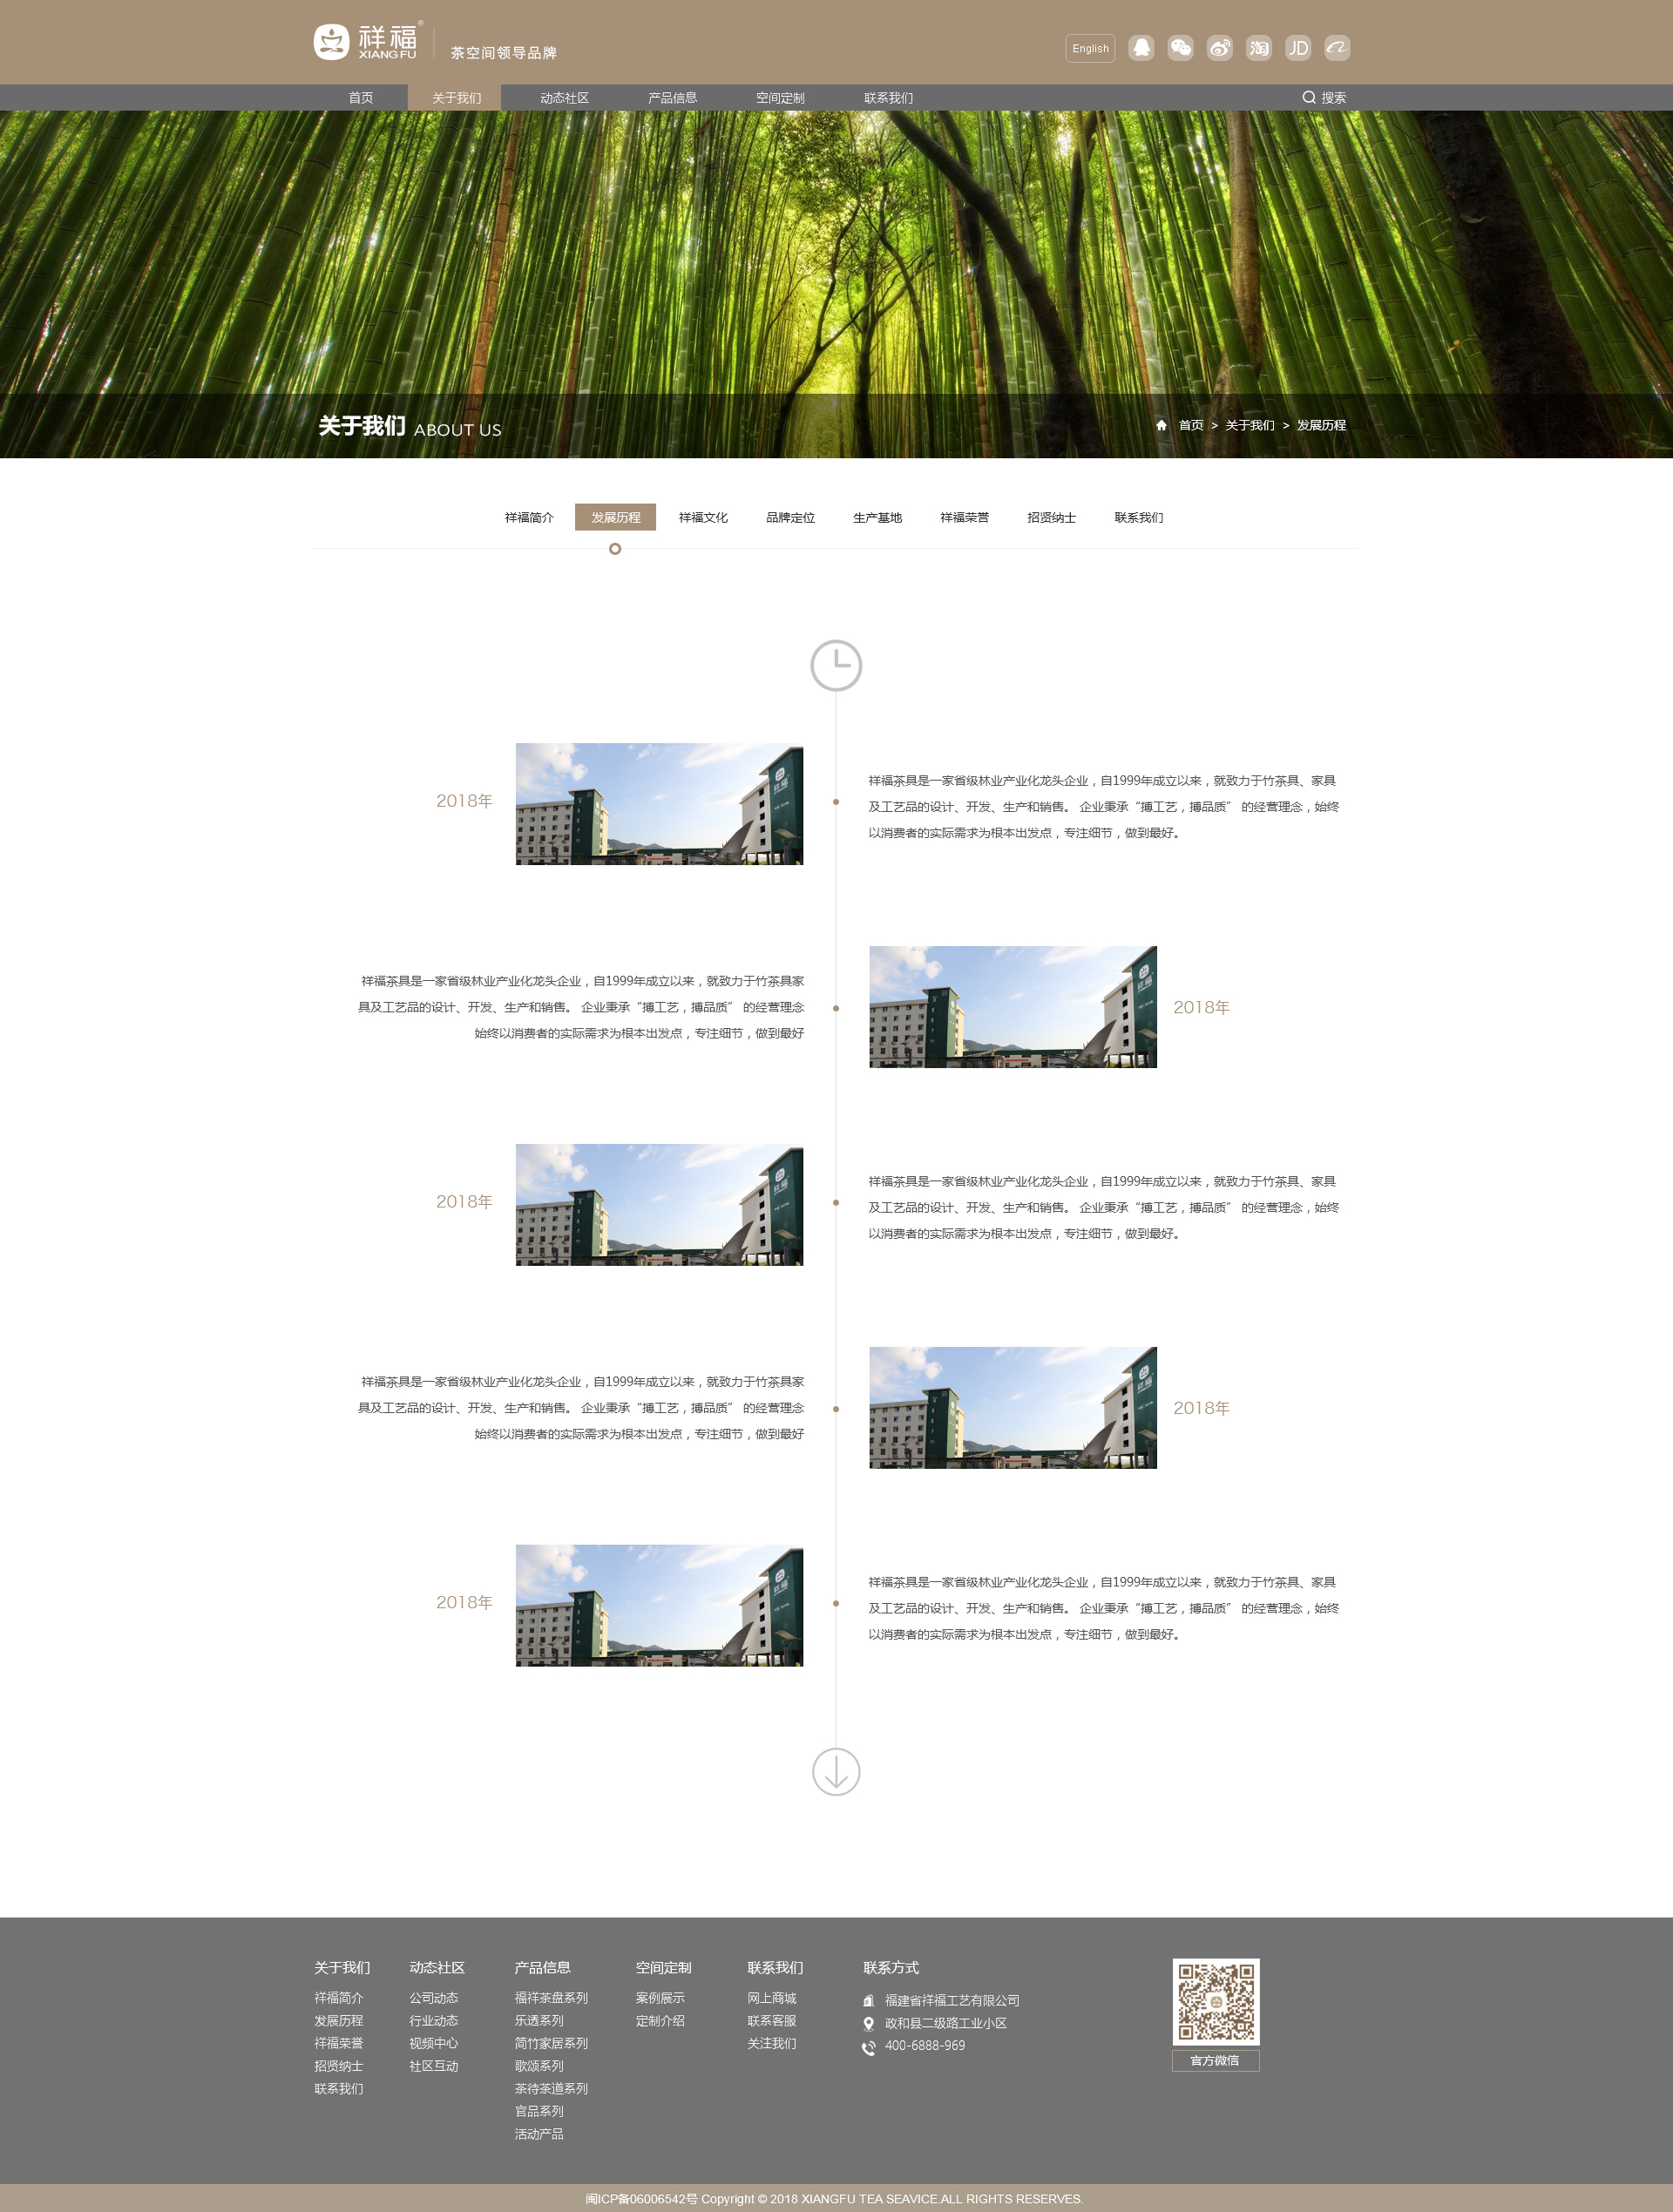 祥福®
XIANG FU
茶空间领导品牌
English
淘
JD
首页 关于我们 动态社区 产品信息 空间定制 联系我们 搜索
关于我们 ABOUT US
首页 > 关于我们 > 发展历程
祥福简介 发展历程 祥福文化 品牌定位 生产基地 祥福荣誉 招贤纳士 联系我们
2018年
祥福
祥福茶具是一家省级林业产业化龙头企业，自1999年成立以来，就致力于竹茶具、家具
及工艺品的设计、开发、生产和销售。 企业秉承“搏工艺，搏品质” 的经营理念，始终
以消费者的实际需求为根本出发点，专注细节，做到最好。
祥福茶具是一家省级林业产业化龙头企业，自1999年成立以来，就致力于竹茶具家
具及工艺品的设计、开发、生产和销售。 企业秉承“搏工艺，搏品质” 的经营理念
始终以消费者的实际需求为根本出发点，专注细节，做到最好
祥福
2018年
2018年
祥福
祥福茶具是一家省级林业产业化龙头企业，自1999年成立以来，就致力于竹茶具、家具
及工艺品的设计、开发、生产和销售。 企业秉承“搏工艺，搏品质” 的经营理念，始终
以消费者的实际需求为根本出发点，专注细节，做到最好。
祥福茶具是一家省级林业产业化龙头企业，自1999年成立以来，就致力于竹茶具家
具及工艺品的设计、开发、生产和销售。 企业秉承“搏工艺，搏品质” 的经营理念
始终以消费者的实际需求为根本出发点，专注细节，做到最好
祥福
2018年
2018年
祥福
祥福茶具是一家省级林业产业化龙头企业，自1999年成立以来，就致力于竹茶具、家具
及工艺品的设计、开发、生产和销售。 企业秉承“搏工艺，搏品质” 的经营理念，始终
以消费者的实际需求为根本出发点，专注细节，做到最好。
关于我们
祥福简介
发展历程
祥福荣誉
招贤纳士
联系我们
动态社区
公司动态
行业动态
视频中心
社区互动
产品信息
福祥茶盘系列
乐透系列
简竹家居系列
歌颂系列
茶待茶道系列
官品系列
活动产品
空间定制
案例展示
定制介绍
联系我们
网上商城
联系客服
关注我们
联系方式
福建省祥福工艺有限公司
政和县二级路工业小区
400-6888-969
官方微信
闽ICP备06006542号 Copyright © 2018 XIANGFU TEA SEAVICE.ALL RIGHTS RESERVES.